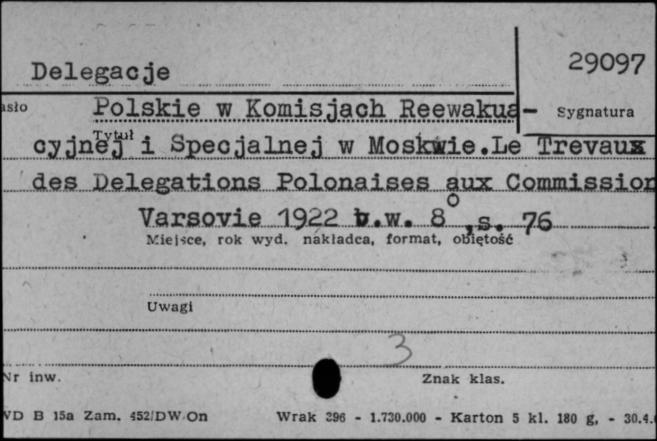 Delegacje 29097
asło Polskie w Komisjach Reewakua- Sygnatura
Tytuł
cyjnej i Specjalnej w Moskwie.Le Trevaux
des Delegations Polonaises aux Commission
Varsovie 1922 b.w. 8° ,s. 76
Miejsce, rok wyd. nakładca, format, objętość
Uwagi
3
Nr inw. Znak klas.
WD B 15a Zam. 452/DW On Wrak 296 - 1.730.000 - Karton 5 kl. 180 g, - 30.4.